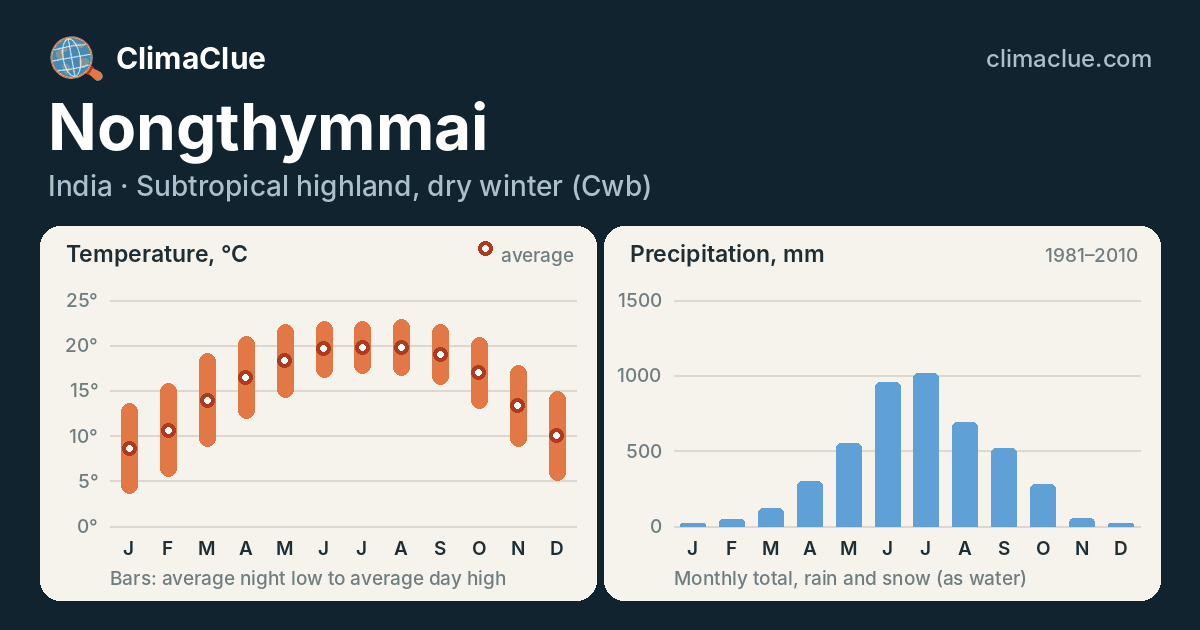 ClimaClue
climaclue.com
Nongthymmai
India · Subtropical highland, dry winter (Cwb)
Temperature, °C
average
25°
20°
15°
10°
5°
0°
J F M A M J J A S O N D
Bars: average night low to average day high
Precipitation, mm
1981–2010
1500
1000
500
0
J F M A M J J A S O N D
Monthly total, rain and snow (as water)